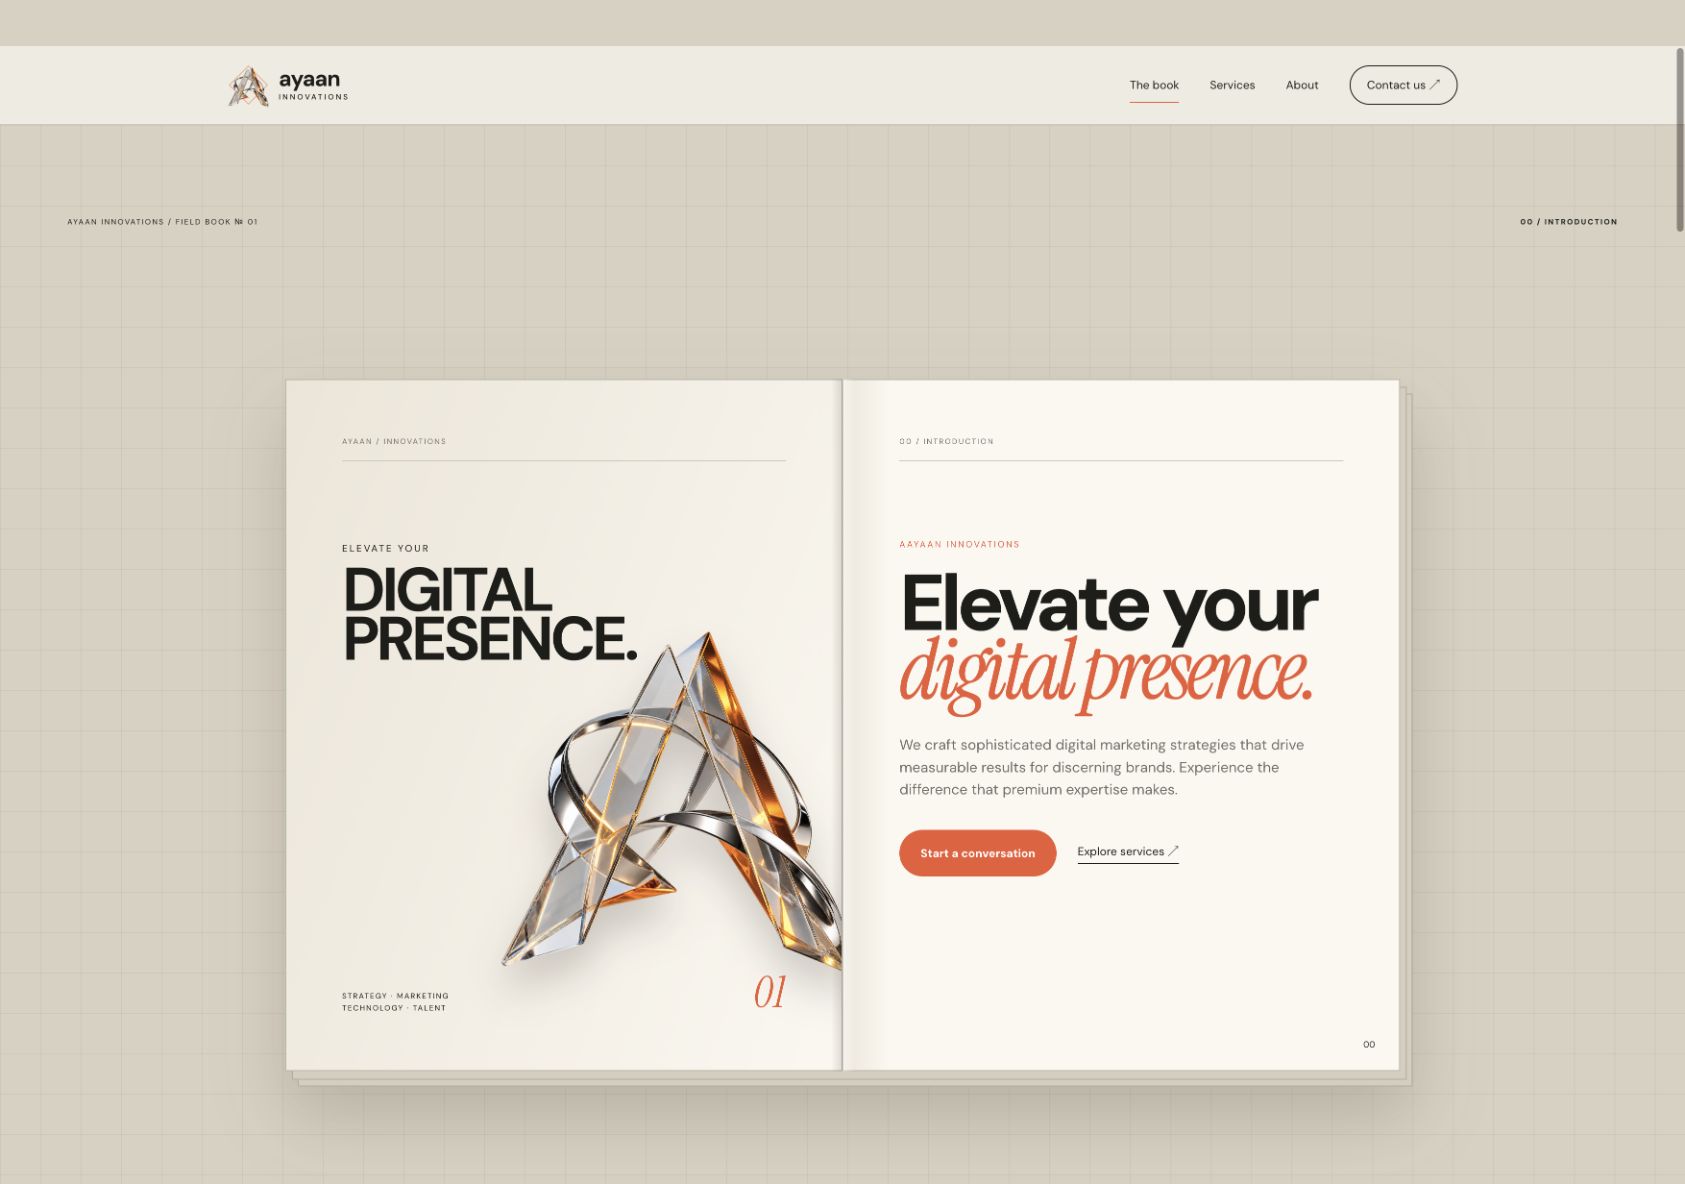 ayaan
INNOVATIONS
The book
Services
About
Contact us ↗
AYAAN INNOVATIONS / FIELD BOOK № 01
00 / INTRODUCTION
AYAAN / INNOVATIONS
ELEVATE YOUR
DIGITAL
PRESENCE.
STRATEGY · MARKETING
TECHNOLOGY · TALENT
01
00 / INTRODUCTION
AAYAAN INNOVATIONS
Elevate your
digital presence.
We craft sophisticated digital marketing strategies that drive
measurable results for discerning brands. Experience the
difference that premium expertise makes.
Start a conversation
Explore services ↗
00